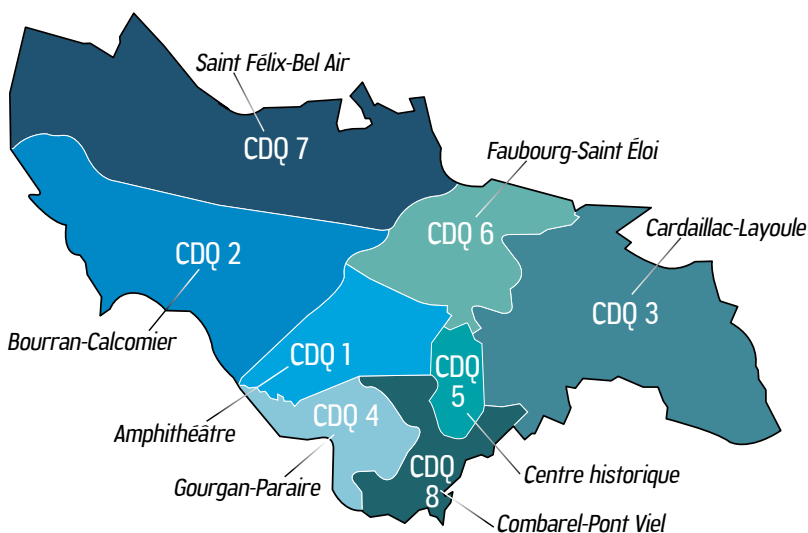 Saint Félix-Bel Air
CDQ 7
Faubourg-Saint Éloi
Cardaillac-Layoule
CDQ 6
CDQ 2
CDQ 3
Bourran-Calcomier
CDQ 1
CDQ
5
Amphithéâtre
CDQ 4
Gourgan-Paraire
CDQ
8
Centre historique
Combarel-Pont Viel